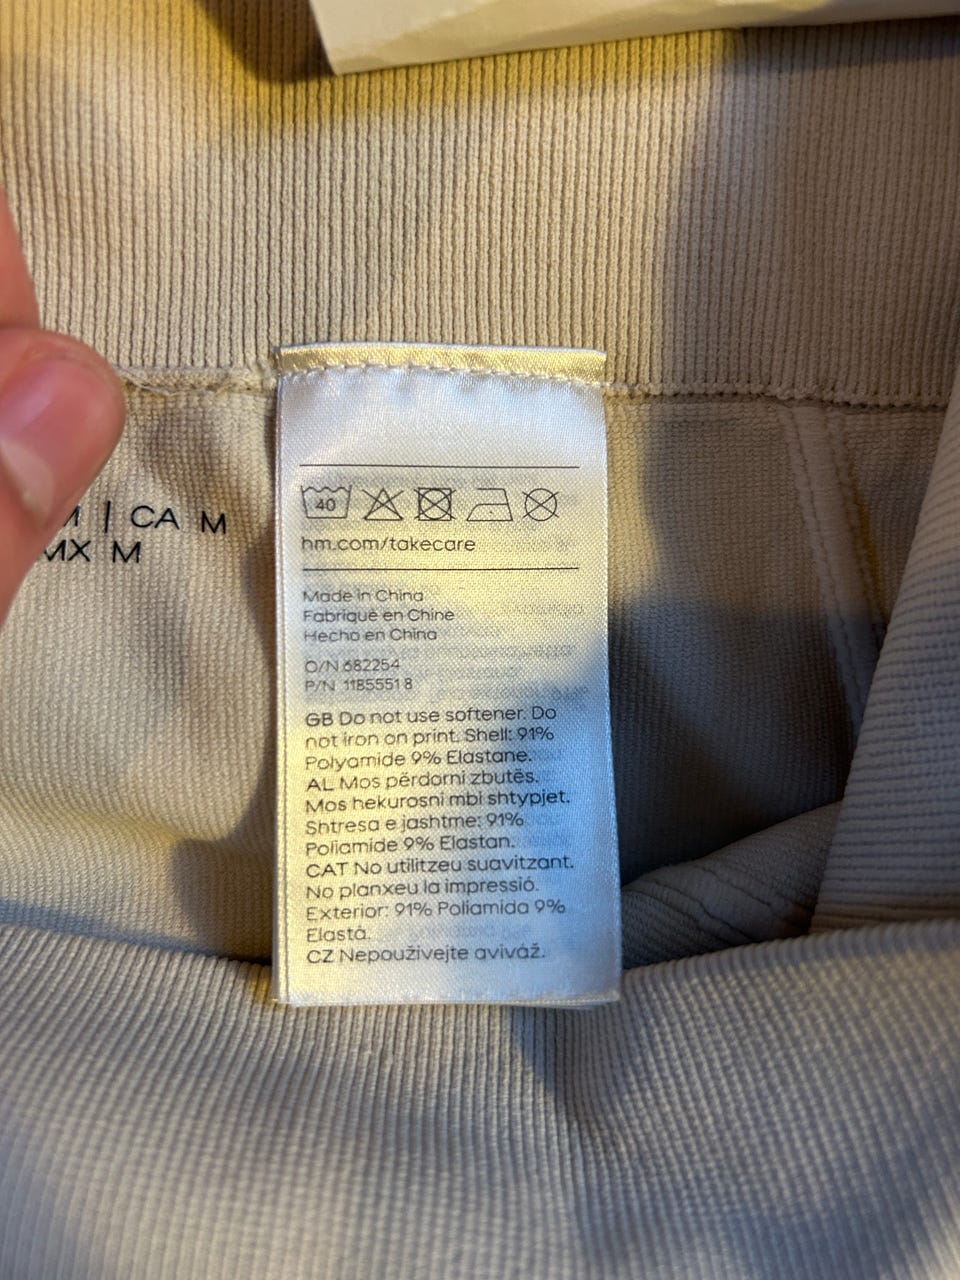 CA M
MX M
40
hm.com/takecare
Made in China
Fabriqué en Chine
Hecho en China
O/N 682254
P/N 1185551 8
GB Do not use softener. Do
not iron on print. Shell: 91%
Polyamide 9% Elastane.
AL Mos përdorni zbutës.
Mos hekurosni mbi shtypjet.
Shtresa e jashtme: 91%
Poliamide 9% Elastan.
CAT No utilitzeu suavitzant.
No planxeu la impressió.
Exterior: 91% Poliamida 9%
Elastá.
CZ Nepoužívejte aviváž.